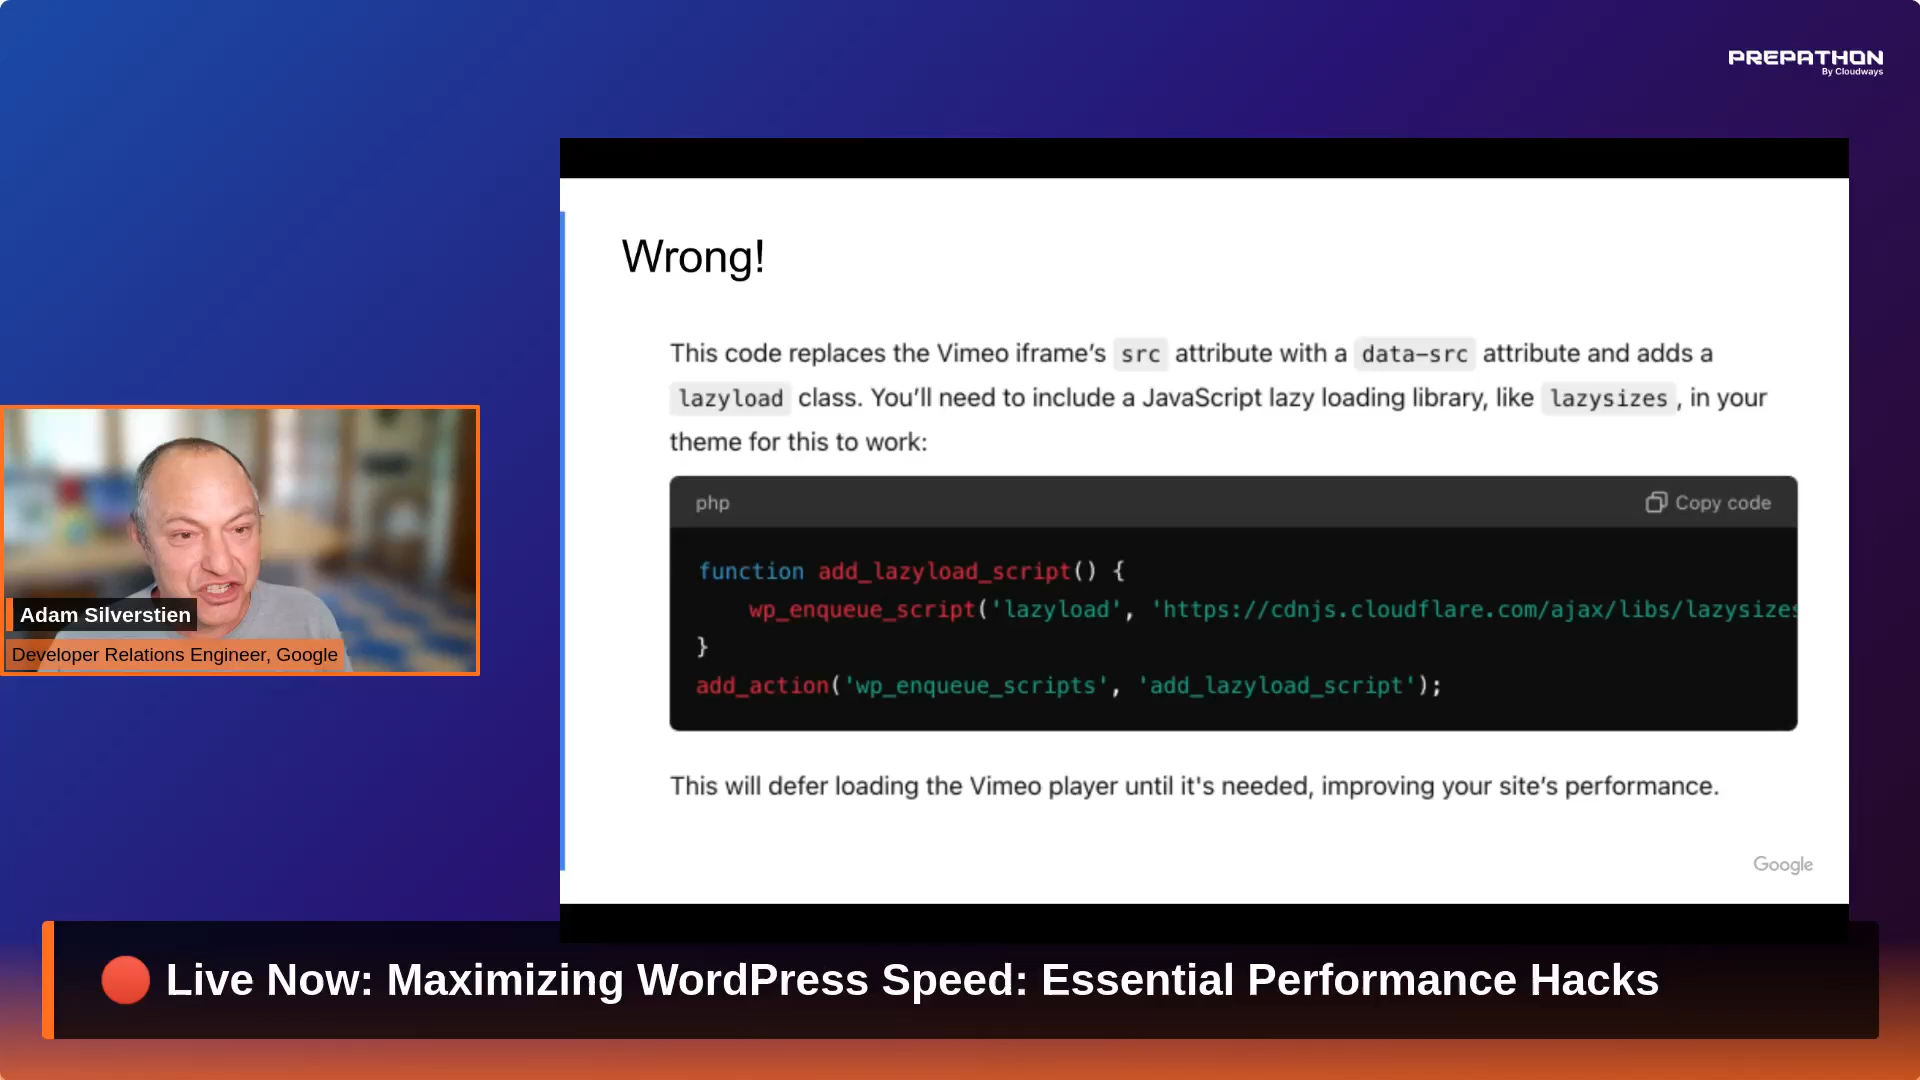 PREPATHON
By Cloudways
Wrong!
This code replaces the Vimeo iframe’s src attribute with a data-src attribute and adds a
lazyload class. You’ll need to include a JavaScript lazy loading library, like lazysizes, in your
theme for this to work:
php
Copy code
function add_lazyload_script() {
wp_enqueue_script('lazyload', 'https://cdnjs.cloudflare.com/ajax/libs/lazysizes
}
add_action('wp_enqueue_scripts', 'add_lazyload_script');
This will defer loading the Vimeo player until it's needed, improving your site’s performance.
Google
Adam Silverstien
Developer Relations Engineer, Google
Live Now: Maximizing WordPress Speed: Essential Performance Hacks